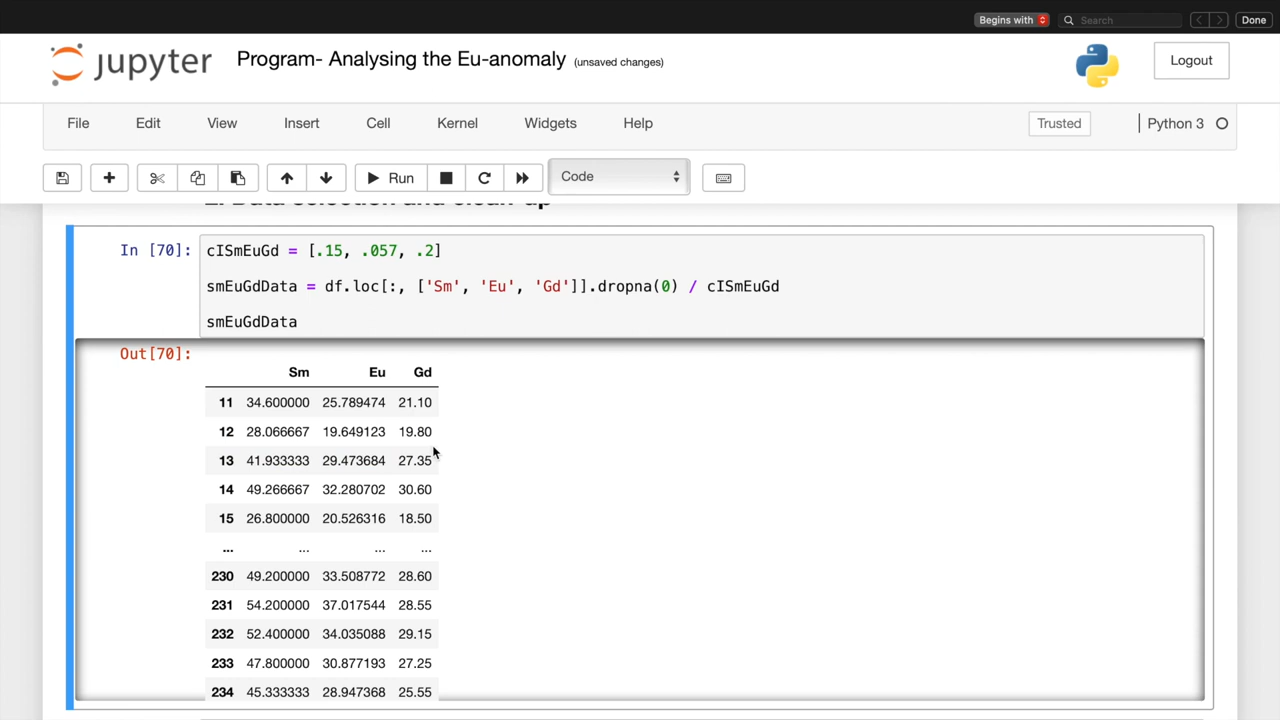 Begins with Search Done
jupyter Program- Analysing the Eu-anomaly (unsaved changes) Logout
File Edit View Insert Cell Kernel Widgets Help Trusted Python 3
Run Code
2. Data selection and clean-up
In [70]: cISmEuGd = [.15, .057, .2]
smEuGdData = df.loc[:, ['Sm', 'Eu', 'Gd']].dropna(0) / cISmEuGd
smEuGdData
Out[70]:
Sm Eu Gd
11 34.600000 25.789474 21.10
12 28.066667 19.649123 19.80
13 41.933333 29.473684 27.35
14 49.266667 32.280702 30.60
15 26.800000 20.526316 18.50
... ... ... ...
230 49.200000 33.508772 28.60
231 54.200000 37.017544 28.55
232 52.400000 34.035088 29.15
233 47.800000 30.877193 27.25
234 45.333333 28.947368 25.55